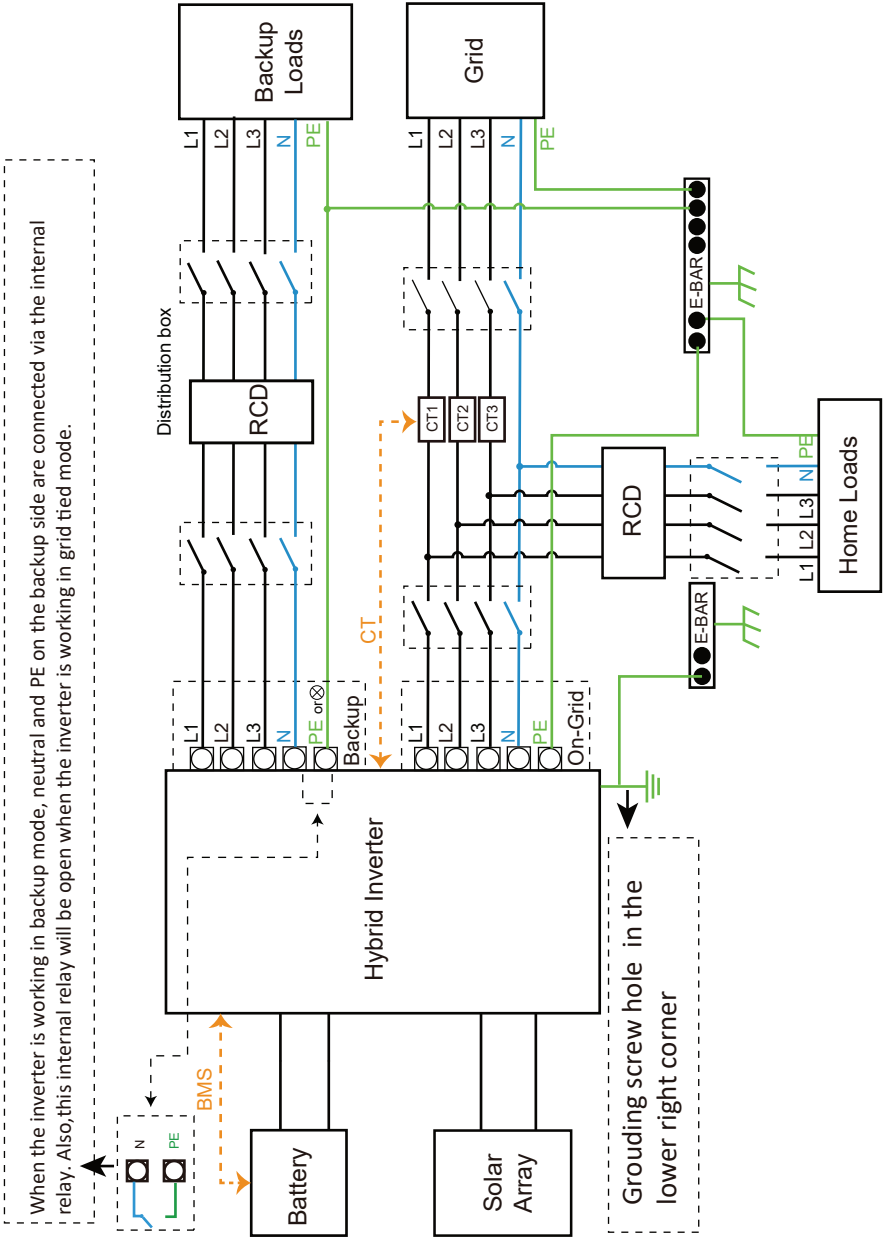 When the inverter is working in backup mode, neutral and PE on the backup side are connected via the internal
relay. Also,this internal relay will be open when the inverter is working in grid tied mode.
N
PE
Distribution box
Backup
Loads
L1
L2
L3
N
PE
RCD
L1
L2
L3
N
PE or
Backup
BMS
Battery
Hybrid Inverter
CT
Grid
L1
L2
L3
N
PE
CT1
CT2
CT3
L1
L2
L3
N
PE
On-Grid
Solar
Array
E-BAR
RCD
L1
L2
L3
N
PE
Home Loads
E-BAR
Grouding screw hole in the
lower right corner